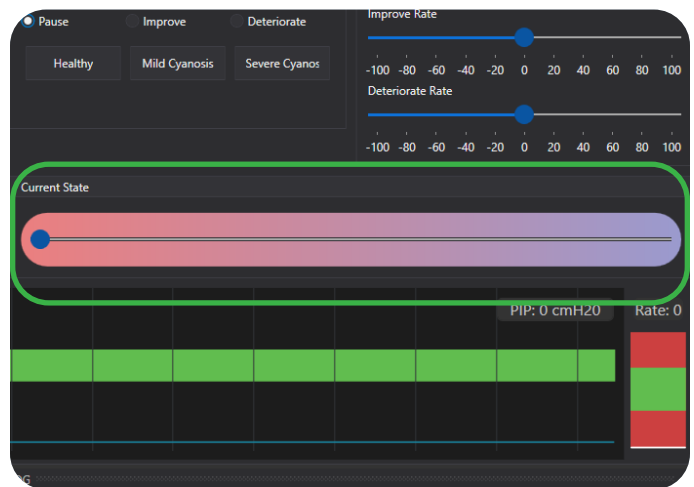 Pause Improve Deteriorate
Healthy Mild Cyanosis Severe Cyanos
Improve Rate
-100 -80 -60 -40 -20 0 20 40 60 80 100
Deteriorate Rate
-100 -80 -60 -40 -20 0 20 40 60 80 100
Current State
PIP: 0 cmH20 Rate: 0